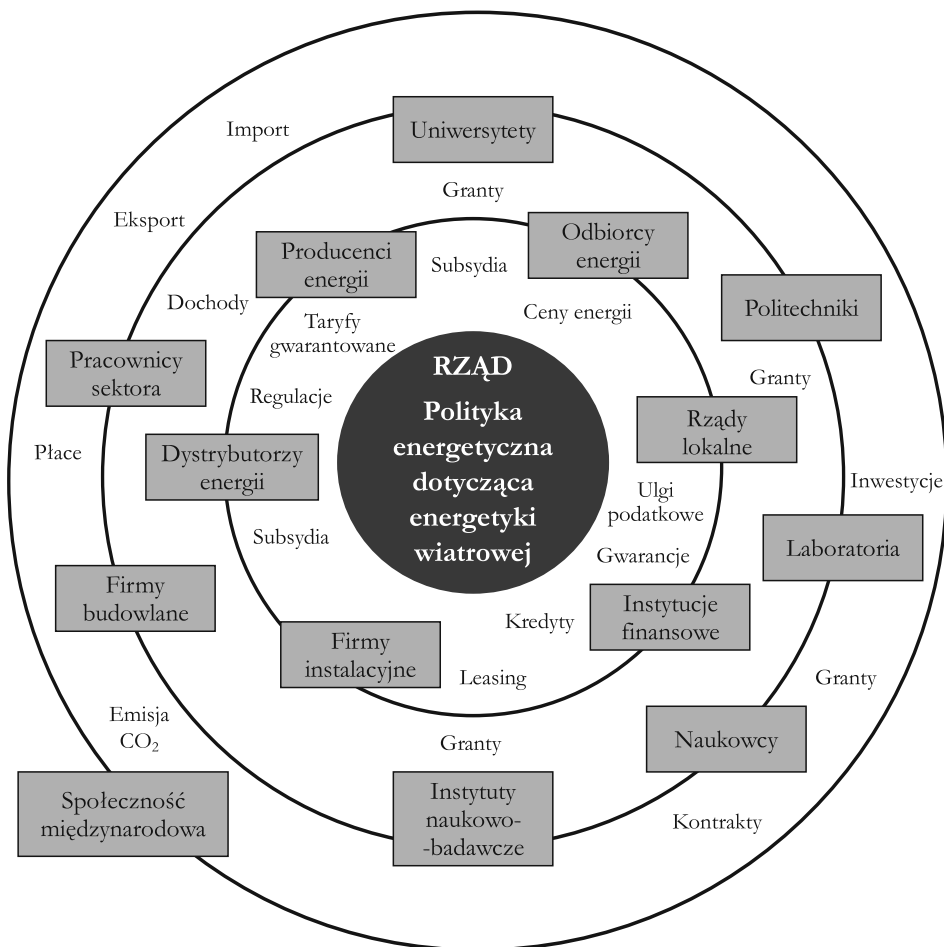 Import
Uniwersytety
Granty
Eksport
Producenci
energii
Subsydia
Odbiorcy
energii
Dochody
Taryfy
gwarantowane
Ceny energii
Politechniki
Pracownicy
sektora
Regulacje
RZĄD
Polityka
energetyczna
dotycząca
energetyki
wiatrowej
Granty
Rządy
lokalne
Płace
Dystrybutorzy
energii
Ulgi
podatkowe
Inwestycje
Subsydia
Gwarancje
Laboratoria
Firmy
budowlane
Kredyty
Instytucje
finansowe
Firmy
instalacyjne
Leasing
Granty
Emisja
CO₂
Granty
Naukowcy
Społeczność
międzynarodowa
Instytuty
naukowo-
-badawcze
Kontrakty